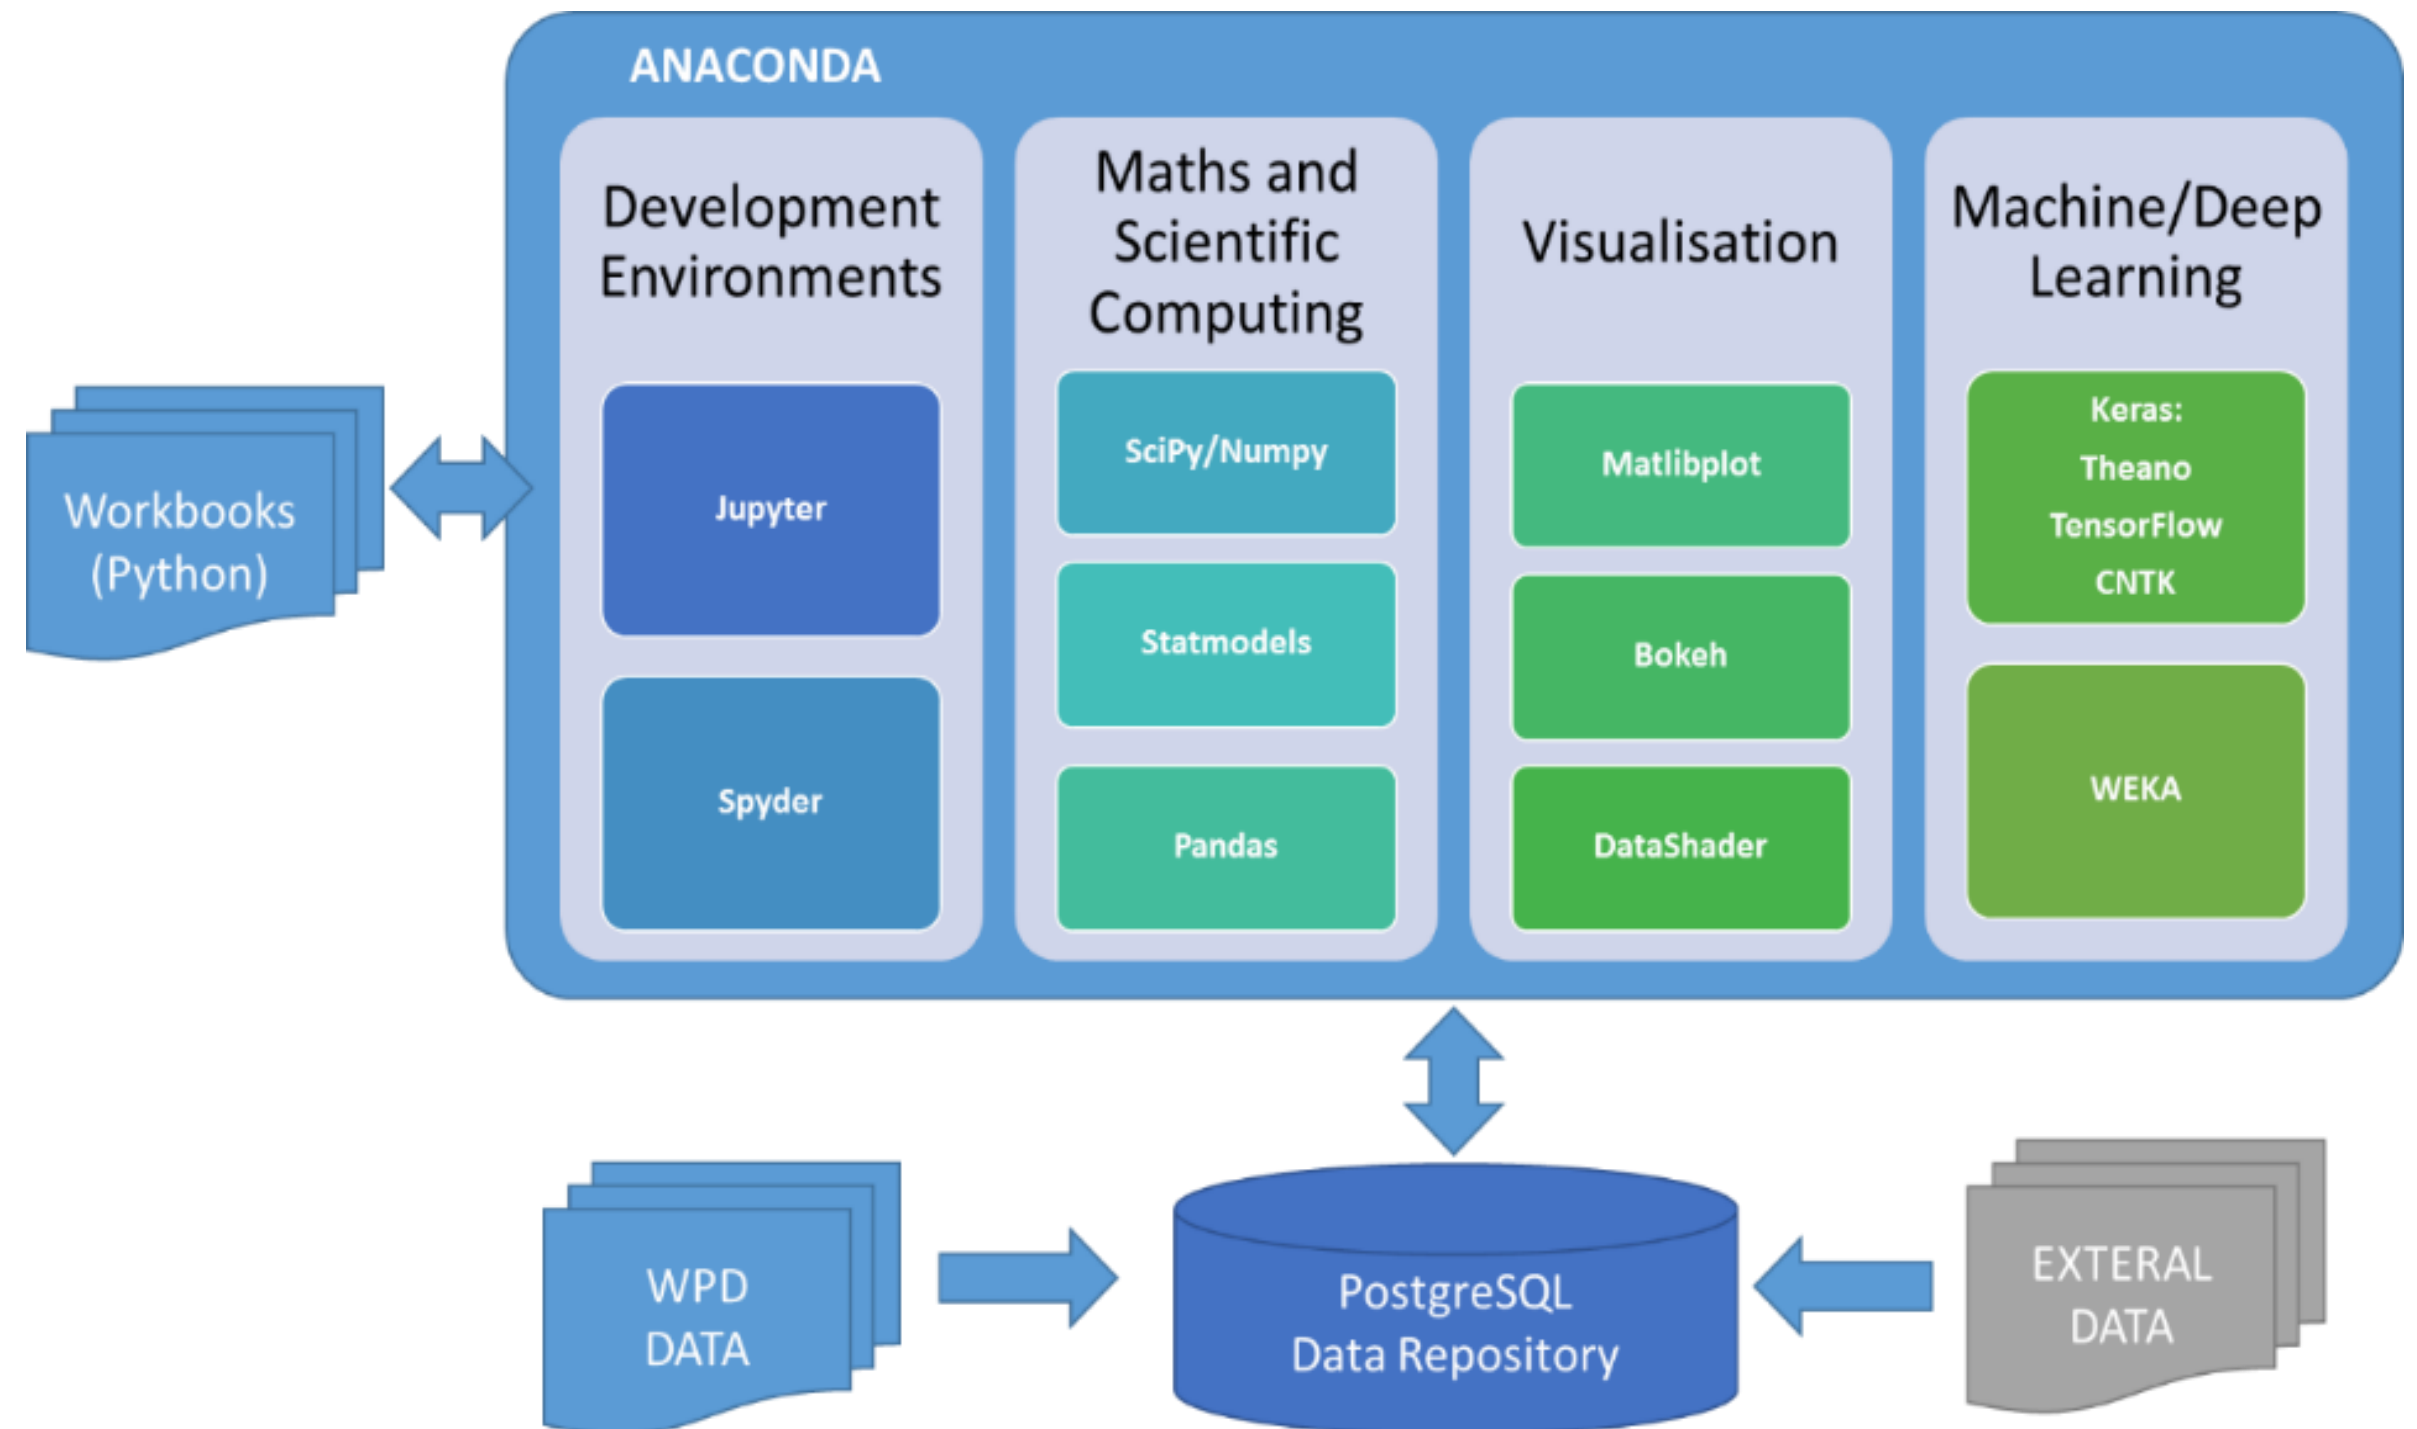 ANACONDA
Development
Environments
Jupyter
Spyder
Maths and
Scientific
Computing
SciPy/Numpy
Statmodels
Pandas
Visualisation
Matlibplot
Bokeh
DataShader
Machine/Deep
Learning
Keras:
Theano
TensorFlow
CNTK
WEKA
Workbooks
(Python)
WPD
DATA
PostgreSQL
Data Repository
EXTERAL
DATA